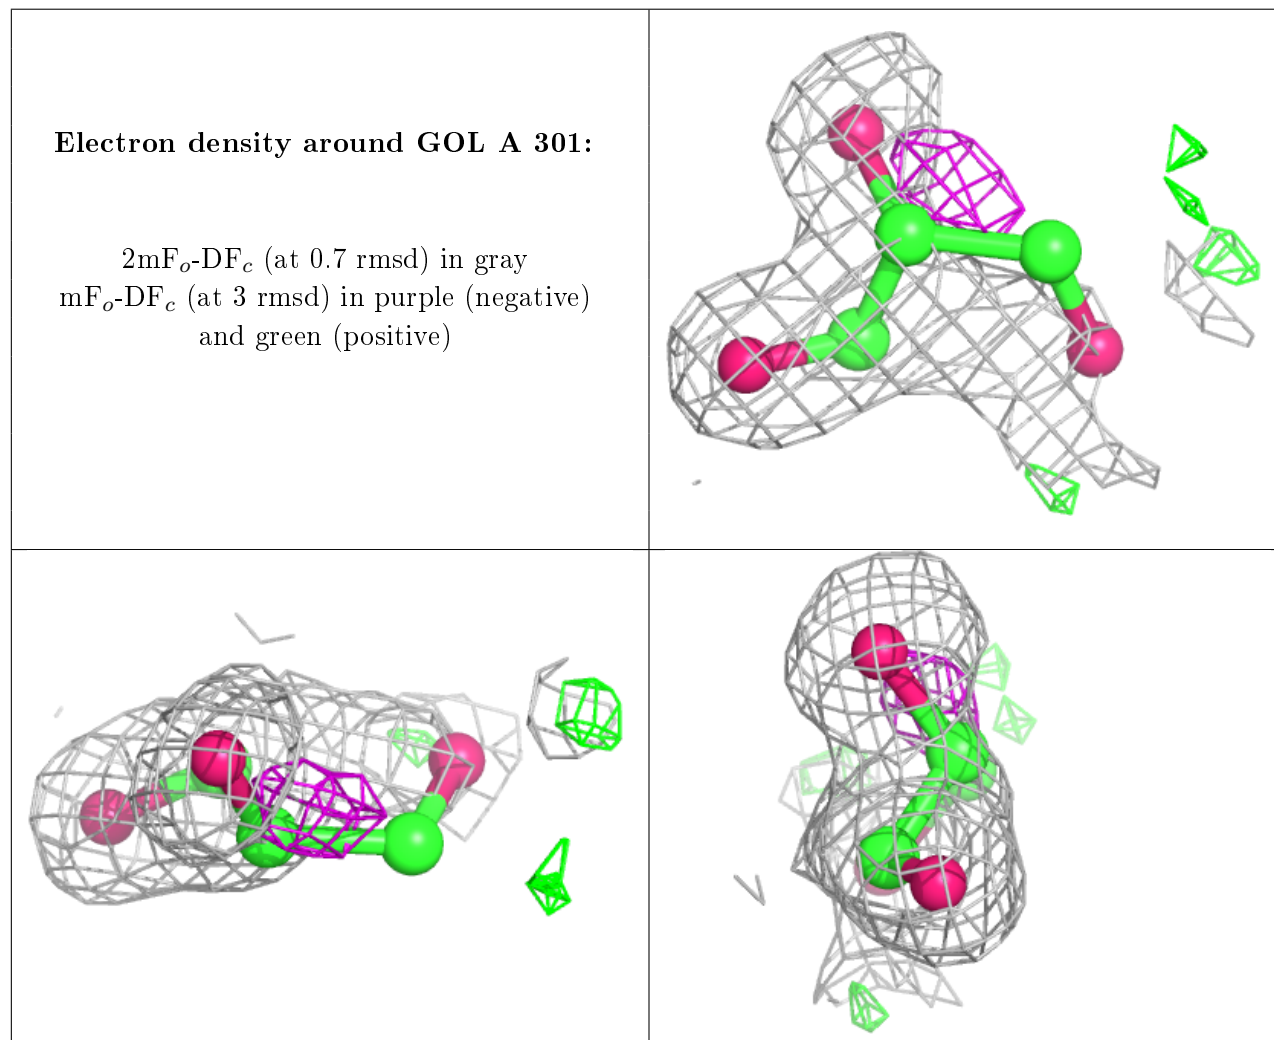 Electron density around GOL A 301:
2mFo-DFc (at 0.7 rmsd) in gray
mFo-DFc (at 3 rmsd) in purple (negative)
and green (positive)